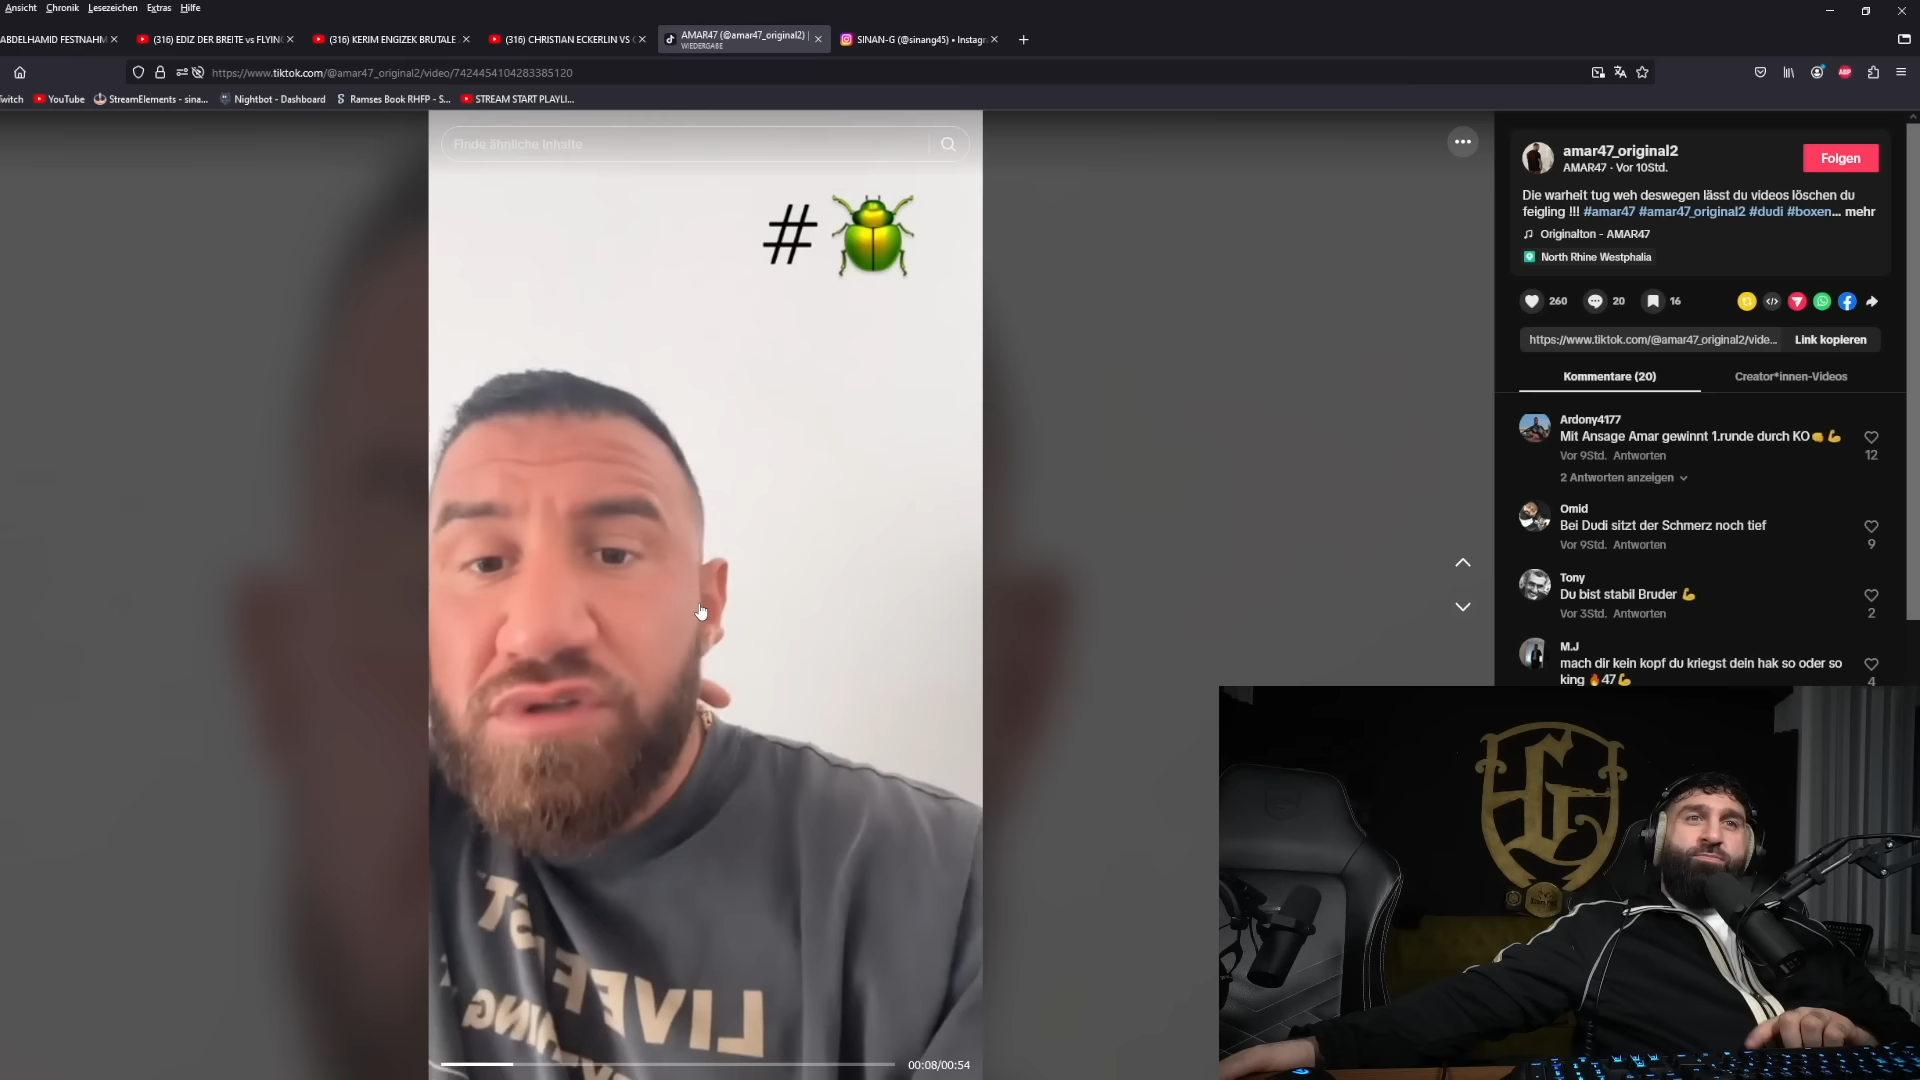 Ansicht Chronik Lesezeichen Extras Hilfe
ABDELHAMID FESTNAHM
(316) EDIZ DER BREITE vs FLYIN
(316) KERIM ENGIZEK BRUTALE
(316) CHRISTIAN ECKERLIN VS
AMAR47 (@amar47_original2) |
WIEDERGABE
SINAN-G (@sinang45) • Instagr
https://www.tiktok.com/@amar47_original2/video/7424454104283385120
Twitch YouTube StreamElements - sina... Nightbot - Dashboard Ramses Book RHFP - S... STREAM START PLAYLI...
Finde ähnliche Inhalte
#
LIVE FAST
00:08/00:54
amar47_original2
AMAR47 · Vor 10Std.
Folgen
Die warheit tug weh deswegen lässt du videos löschen du
feigling !!! #amar47 #amar47_original2 #dudi #boxen... mehr
Originalton - AMAR47
North Rhine Westphalia
260 20 16
https://www.tiktok.com/@amar47_original2/vide... Link kopieren
Kommentare (20) Creator*innen-Videos
Ardony4177
Mit Ansage Amar gewinnt 1.runde durch KO👊💪
Vor 9Std. Antworten 12
2 Antworten anzeigen
Omid
Bei Dudi sitzt der Schmerz noch tief
Vor 9Std. Antworten 9
Tony
Du bist stabil Bruder 💪
Vor 3Std. Antworten 2
M.J
mach dir kein kopf du kriegst dein hak so oder so
king 🔥47💪
4